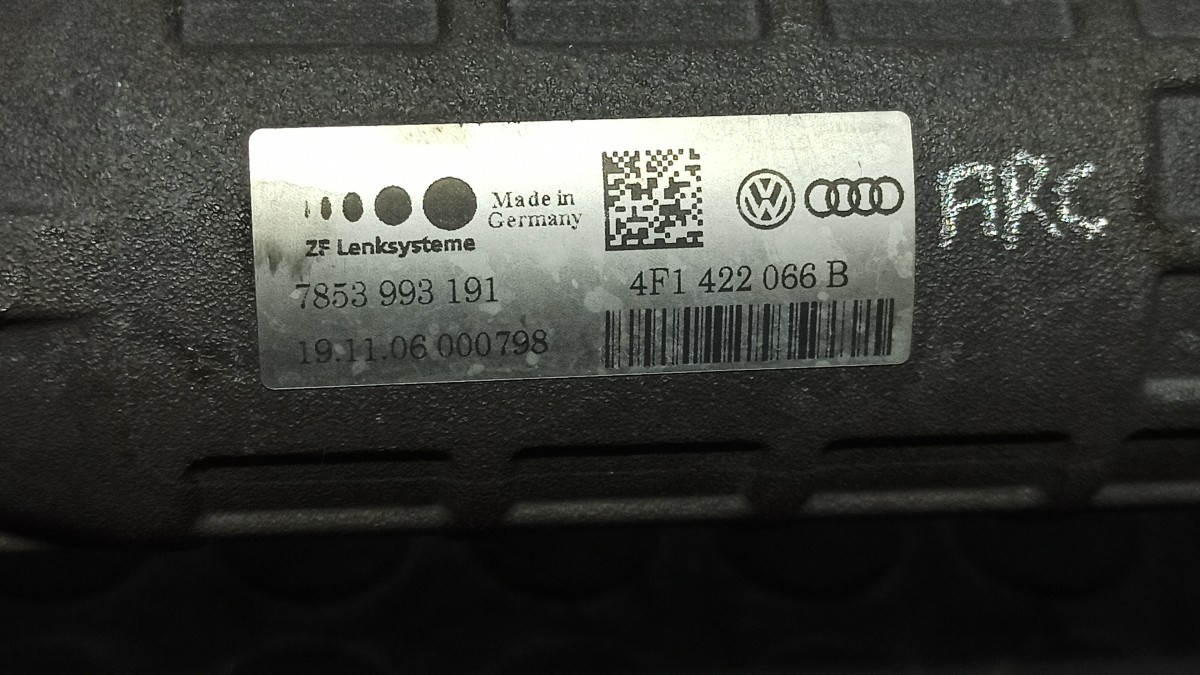 Made in
Germany
ZF Lenksysteme
7853 993 191
4F1 422 066 B
19.11.06 000798
ARC